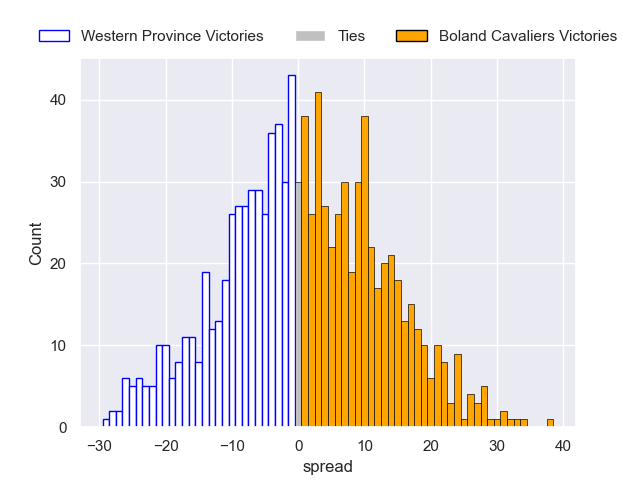 Western Province Victories Ties Boland Cavaliers Victories
40
30
20
10
0
Count
−30 −20 −10 0 10 20 30 40
spread